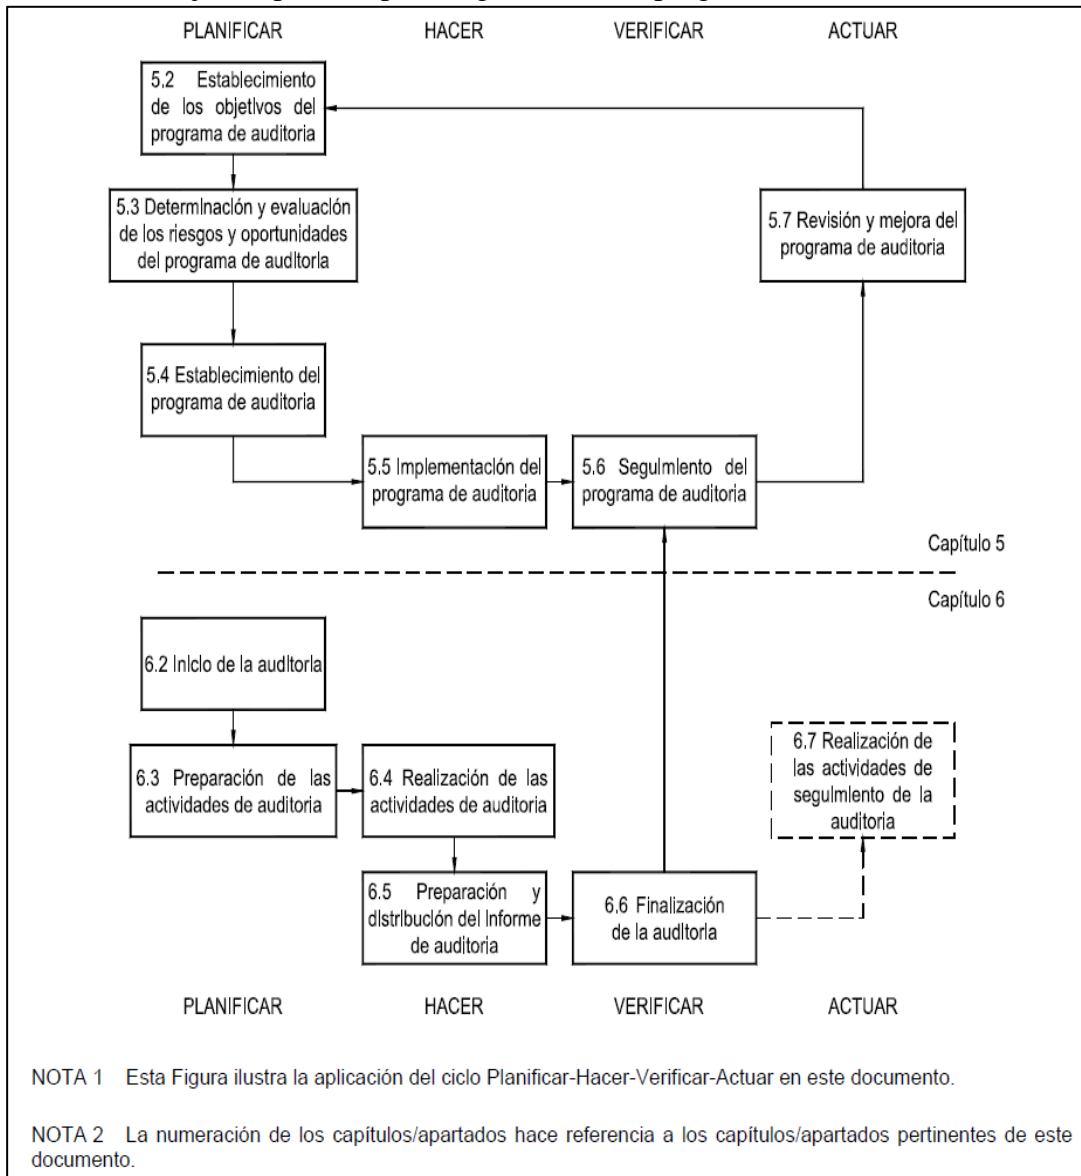 PLANIFICAR HACER VERIFICAR ACTUAR
5.2 Establecimiento
de los objetivos del
programa de auditoria
5.3 Determinación y evaluación
de los riesgos y oportunidades
del programa de auditoria
5.7 Revisión y mejora del
programa de auditoria
5.4 Establecimiento del
programa de auditoria
5.5 Implementación del
programa de auditoria
5.6 Seguimiento del
programa de auditoria
Capítulo 5
Capítulo 6
6.2 Inicio de la auditoria
6.3 Preparación de las
actividades de auditoria
6.4 Realización de las
actividades de auditoria
6.7 Realización de
las actividades de
seguimiento de la
auditoria
6.5 Preparación y
distribución del informe
de auditoria
6.6 Finalización
de la auditoria
PLANIFICAR HACER VERIFICAR ACTUAR
NOTA 1 Esta Figura ilustra la aplicación del ciclo Planificar-Hacer-Verificar-Actuar en este documento.
NOTA 2 La numeración de los capítulos/apartados hace referencia a los capítulos/apartados pertinentes de este
documento.